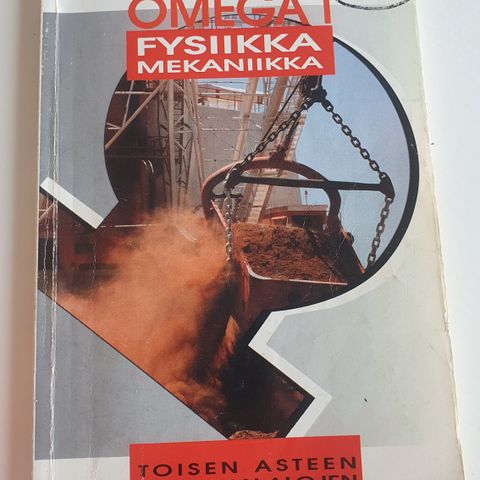 OMEGA 1
FYSIIKKA
MEKANIIKKA
TOISEN ASTEEN